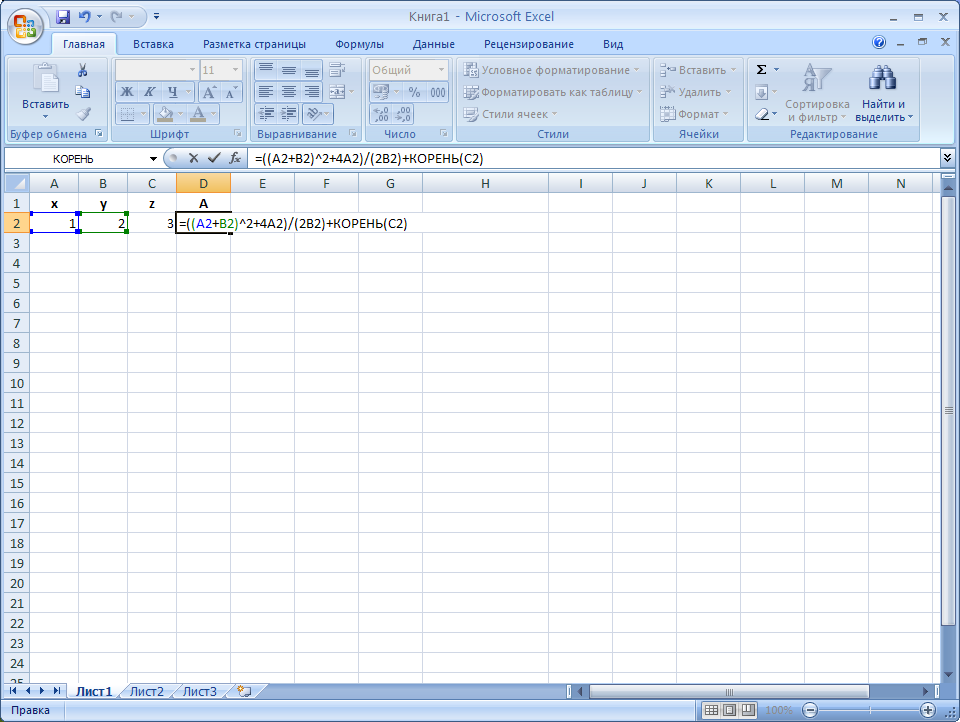 Книга1 - Microsoft Excel
Главная Вставка Разметка страницы Формулы Данные Рецензирование Вид
11 Общий Условное форматирование Вставить Σ
Ж К Ч A A % 000 Форматировать как таблицу Удалить
Вставить A Стили ячеек Формат Сортировка и фильтр Найти и выделить
Буфер обмена Шрифт Выравнивание Число Стили Ячейки Редактирование
КОРЕНЬ fx =((A2+B2)^2+4A2)/(2B2)+КОРЕНЬ(C2)
A B C D E F G H I J K L M N
1 x y z A
2 1 2 3 =((A2+B2)^2+4A2)/(2B2)+КОРЕНЬ(C2)
3
4
5
6
7
8
9
10
11
12
13
14
15
16
17
18
19
20
21
22
23
24
25
Лист1 Лист2 Лист3
Правка 100%